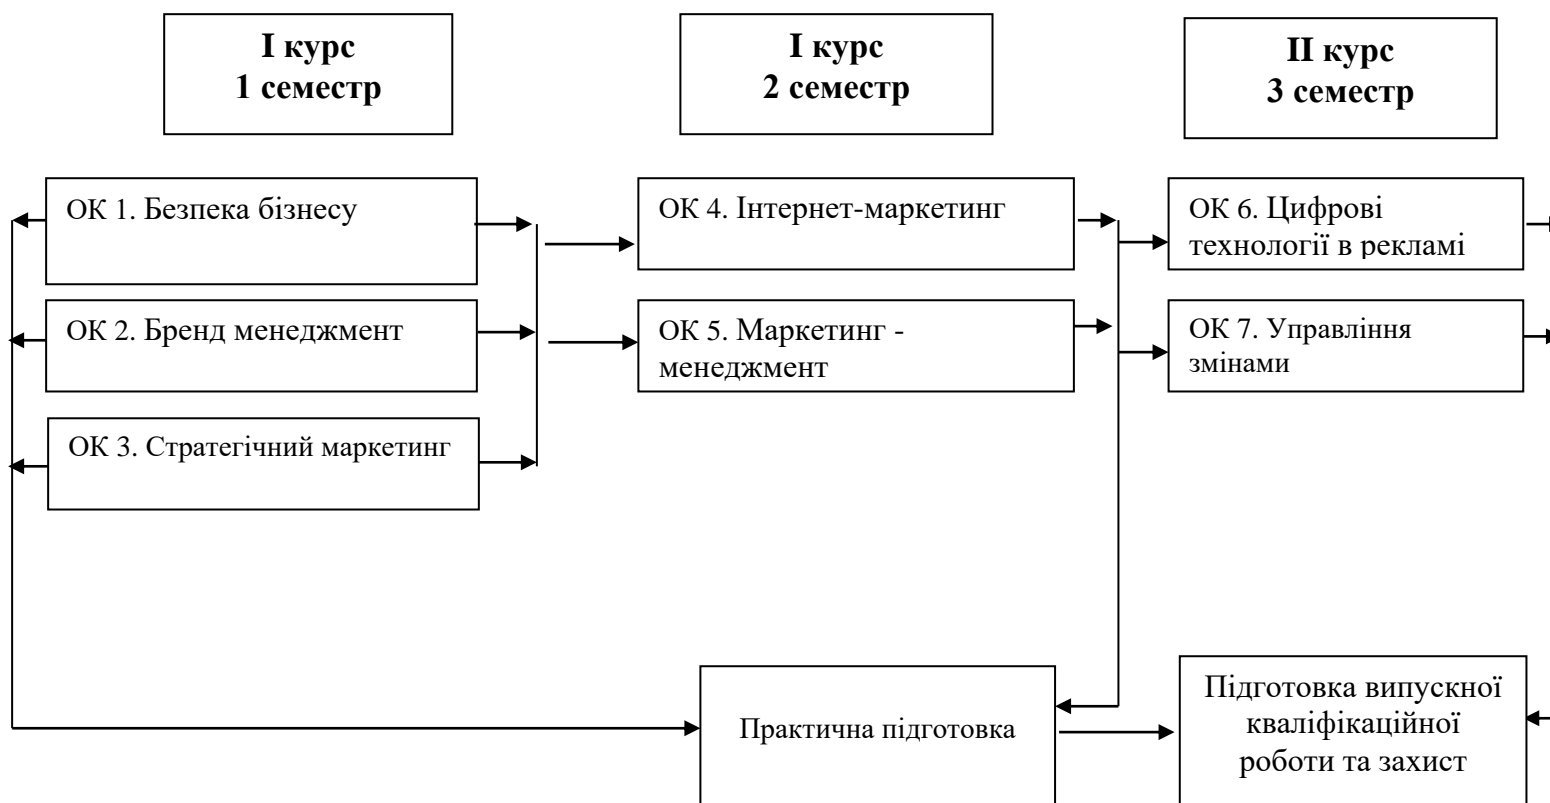 I курс
1 семестр
I курс
2 семестр
II курс
3 семестр
ОК 1. Безпека бізнесу
ОК 4. Інтернет-маркетинг
ОК 6. Цифрові
технології в рекламі
ОК 2. Бренд менеджмент
ОК 5. Маркетинг -
менеджмент
ОК 7. Управління
змінами
ОК 3. Стратегічний маркетинг
Практична підготовка
Підготовка випускної
кваліфікаційної
роботи та захист